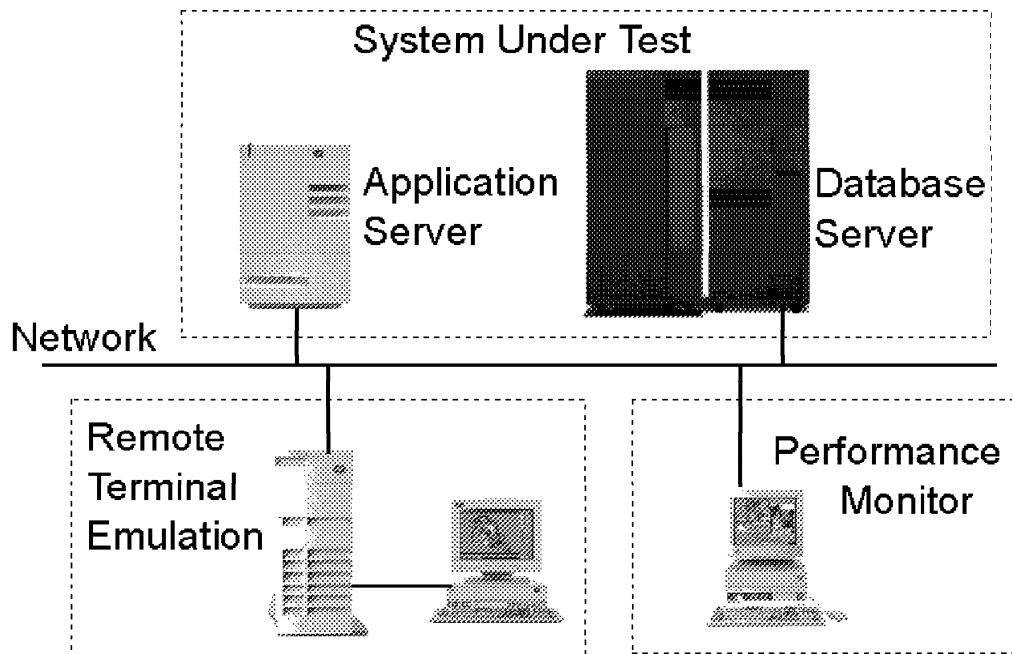 System Under Test
Application
Server
Database
Server
Network
Remote
Terminal
Emulation
Performance
Monitor